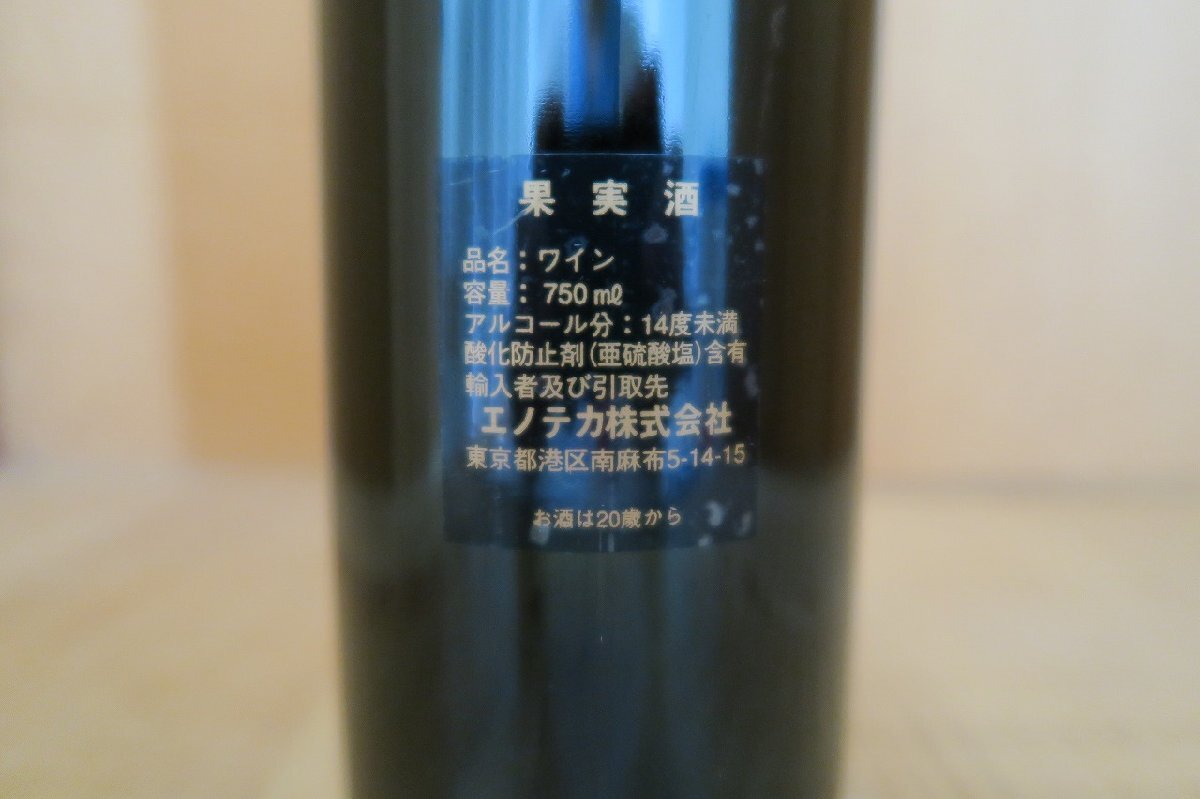 果実酒
品名：ワイン
容量：750㎖
アルコール分：14度未満
酸化防止剤(亜硫酸塩)含有
輸入者及び引取先
エノテカ株式会社
東京都港区南麻布5-14-15
お酒は20歳から